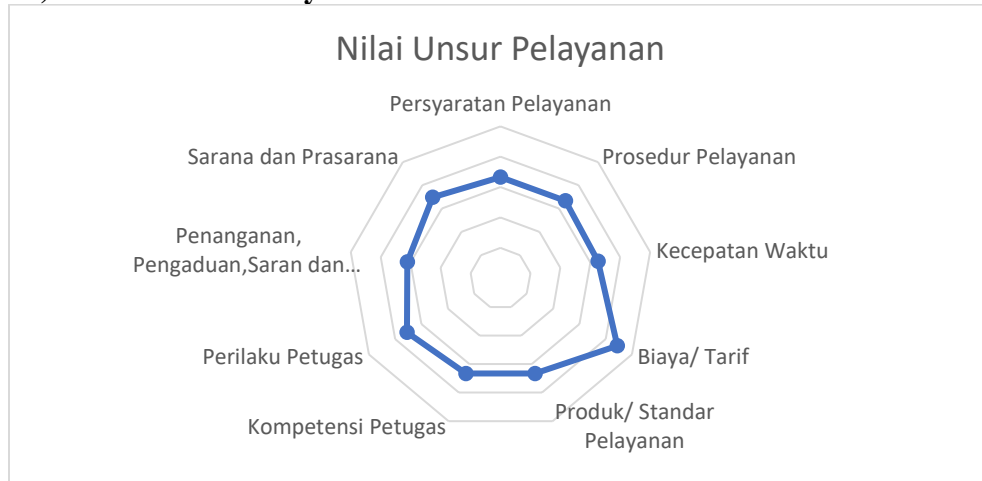 Nilai Unsur Pelayanan
Persyaratan Pelayanan
Prosedur Pelayanan
Kecepatan Waktu
Biaya/ Tarif
Produk/ Standar
Pelayanan
Kompetensi Petugas
Perilaku Petugas
Penanganan,
Pengaduan,Saran dan...
Sarana dan Prasarana